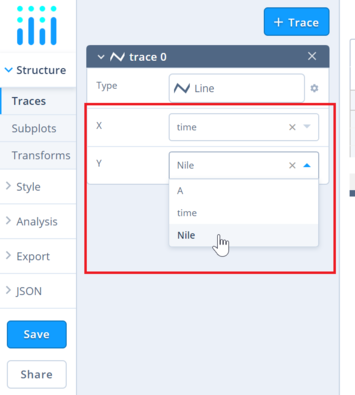 + Trace
Structure
Traces
Subplots
Transforms
Style
Analysis
Export
JSON
Save
Share
trace 0
Type
Line
X
time
Y
Nile
A
time
Nile